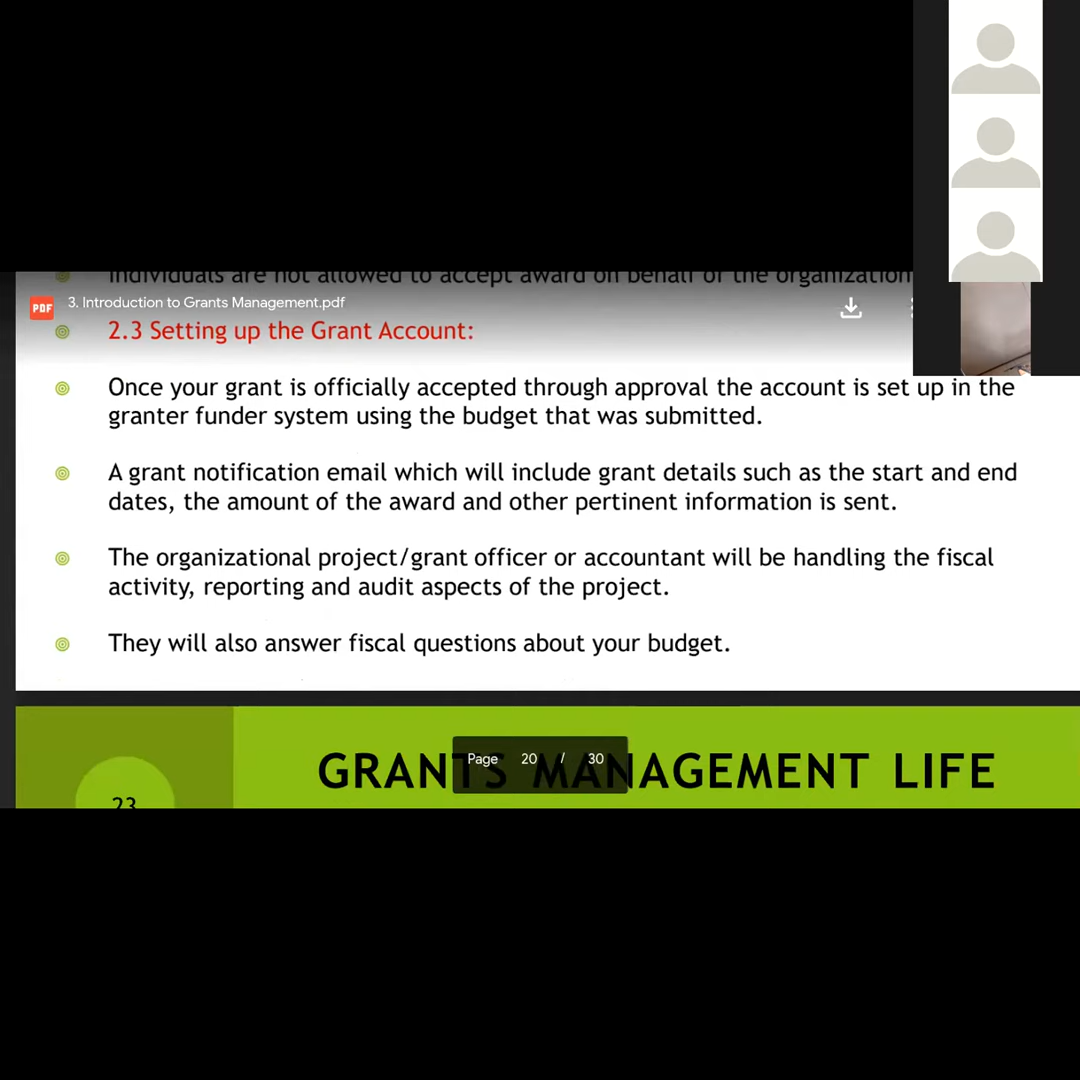 Individuals are not allowed to accept award on behalf of the organization
PDF
3. Introduction to Grants Management.pdf
2.3 Setting up the Grant Account:
Once your grant is officially accepted through approval the account is set up in the
granter funder system using the budget that was submitted.
A grant notification email which will include grant details such as the start and end
dates, the amount of the award and other pertinent information is sent.
The organizational project/grant officer or accountant will be handling the fiscal
activity, reporting and audit aspects of the project.
They will also answer fiscal questions about your budget.
GRANTS MANAGEMENT LIFE
Page 20 / 30
23